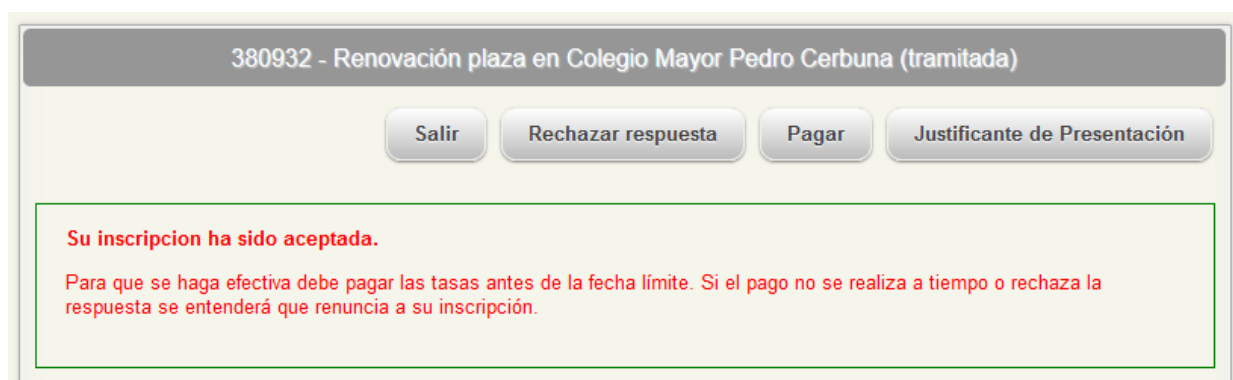 380932 - Renovación plaza en Colegio Mayor Pedro Cerbuna (tramitada)
Salir Rechazar respuesta Pagar Justificante de Presentación
Su inscripcion ha sido aceptada.
Para que se haga efectiva debe pagar las tasas antes de la fecha límite. Si el pago no se realiza a tiempo o rechaza la
respuesta se entenderá que renuncia a su inscripción.